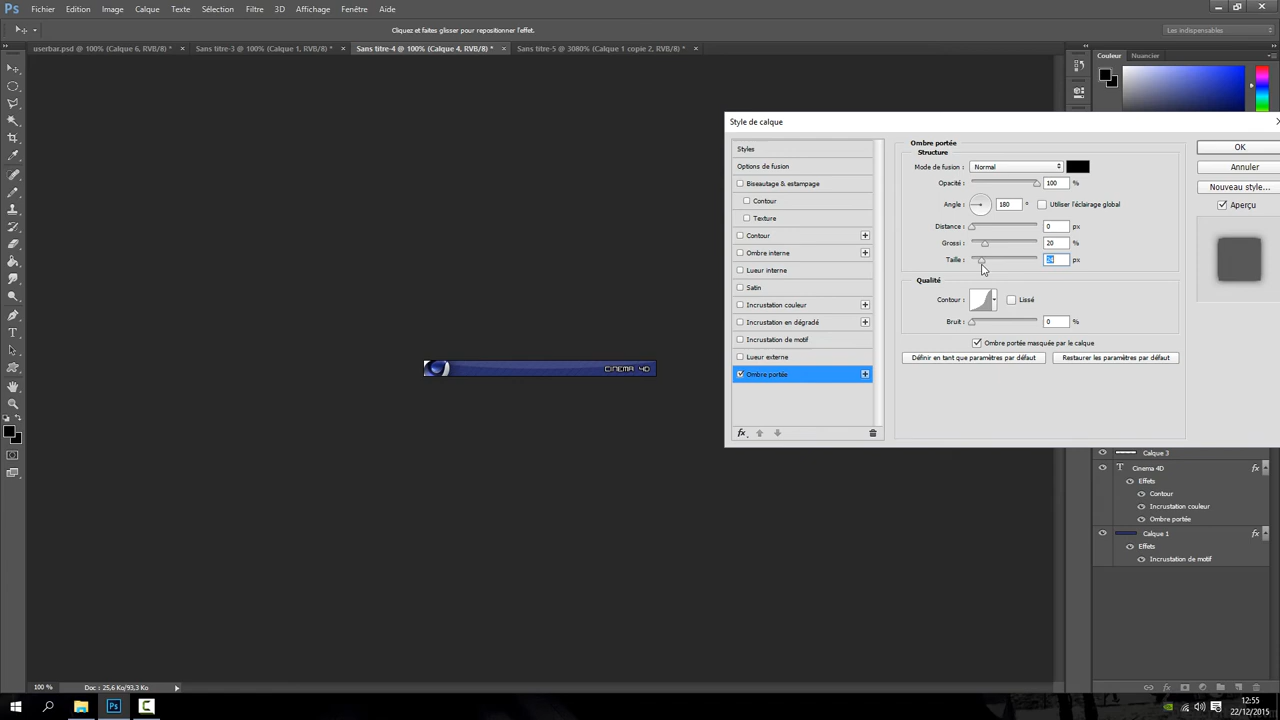 Ps Fichier Edition Image Calque Texte Sélection Filtre 3D Affichage Fenêtre Aide
Cliquez et faites glisser pour repositionner l'effet.
Les indispensables
userbar.psd @ 100% (Calque 6, RVB/8) * × Sans titre-3 @ 100% (Calque 1, RVB/8) * × Sans titre-4 @ 100% (Calque 4, RVB/8) * × Sans titre-5 @ 3080% (Calque 1 copie 2, RVB/8) * ×
Couleur Nuancier
Style de calque
Styles
Options de fusion
Biseautage & estampage
Contour
Texture
Contour
Ombre interne
Lueur interne
Satin
Incrustation couleur
Incrustation en dégradé
Incrustation de motif
Lueur externe
Ombre portée
fx
Ombre portée
Structure
Mode de fusion : Normal
Opacité : 100 %
Angle : 180 ° Utiliser l'éclairage global
Distance : 0 px
Grossi : 20 %
Taille : 24 px
Qualité
Contour : Lissé
Bruit : 0 %
Ombre portée masquée par le calque
Définir en tant que paramètres par défaut Restaurer les paramètres par défaut
OK
Annuler
Nouveau style...
Aperçu
CINEMA 4D
Calque 3
T Cinema 4D fx
Effets
Contour
Incrustation couleur
Ombre portée
Calque 1 fx
Effets
Incrustation de motif
100 % Doc : 25,6 Ko/93,3 Ko
12:55
22/12/2015